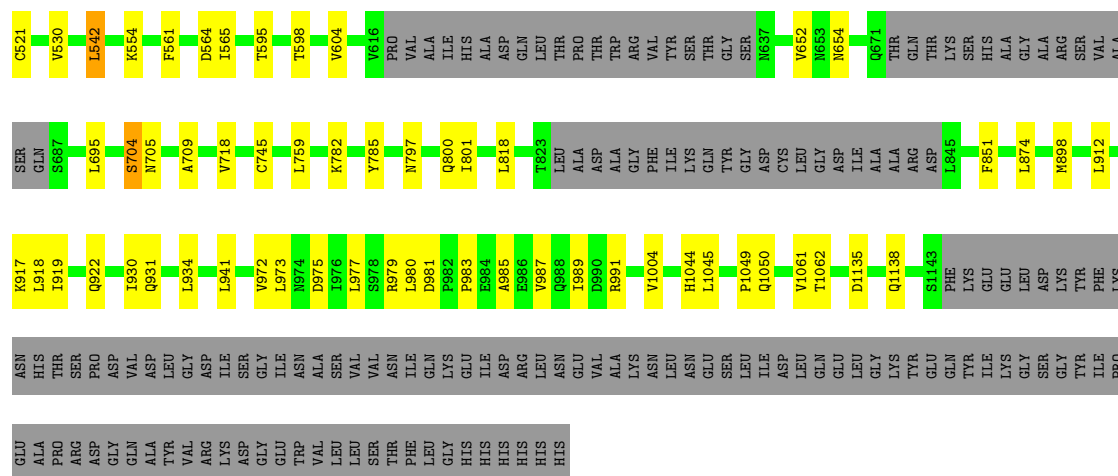 C521 V530 L542 K554 F561 D564 I565 T595 T598 V604 V616 PRO VAL ALA ILE HIS ALA ASP GLN LEU THR PRO THR TRP ARG VAL TYR SER THR GLY SER N637 V652 N653 N654 Q671 THR GLN THR LYS SER HIS ALA GLY ALA ARG SER VAL ALA
SER GLN S687 L695 S704 N705 A709 V718 C745 L759 K782 Y785 N797 Q800 I801 L818 T823 LEU ALA ASP ALA GLY PHE ILE LYS GLN TYR GLY ASP CYS LEU GLY ASP ILE ALA ALA ARG ASP L845 F851 L874 M898 L912
K917 L918 I919 Q922 I930 Q931 L934 L941 V972 L973 N974 D975 I976 L977 S978 R979 L980 D981 P982 P983 E984 A985 E986 V987 Q988 I989 D990 R991 V1004 H1044 L1045 P1049 Q1050 V1061 T1062 D1135 Q1138 S1143 PHE LYS GLU GLU LEU ASP LYS TYR PHE LYS
ASN HIS THR SER PRO ASP VAL ASP LEU GLY ASP ILE SER GLY ILE ASN ALA SER VAL VAL ASN ILE GLN LYS GLU ILE ASP ARG LEU ASN GLU VAL ALA LYS ASN LEU ASN GLU SER LEU ILE ASP LEU GLN GLU LEU GLY LYS TYR GLU GLN TYR ILE LYS GLY SER GLY TYR ILE PRO
GLU ALA PRO ARG ASP GLY GLN ALA TYR VAL ARG LYS ASP GLY GLU TRP VAL LEU LEU SER THR PHE LEU GLY HIS HIS HIS HIS HIS HIS